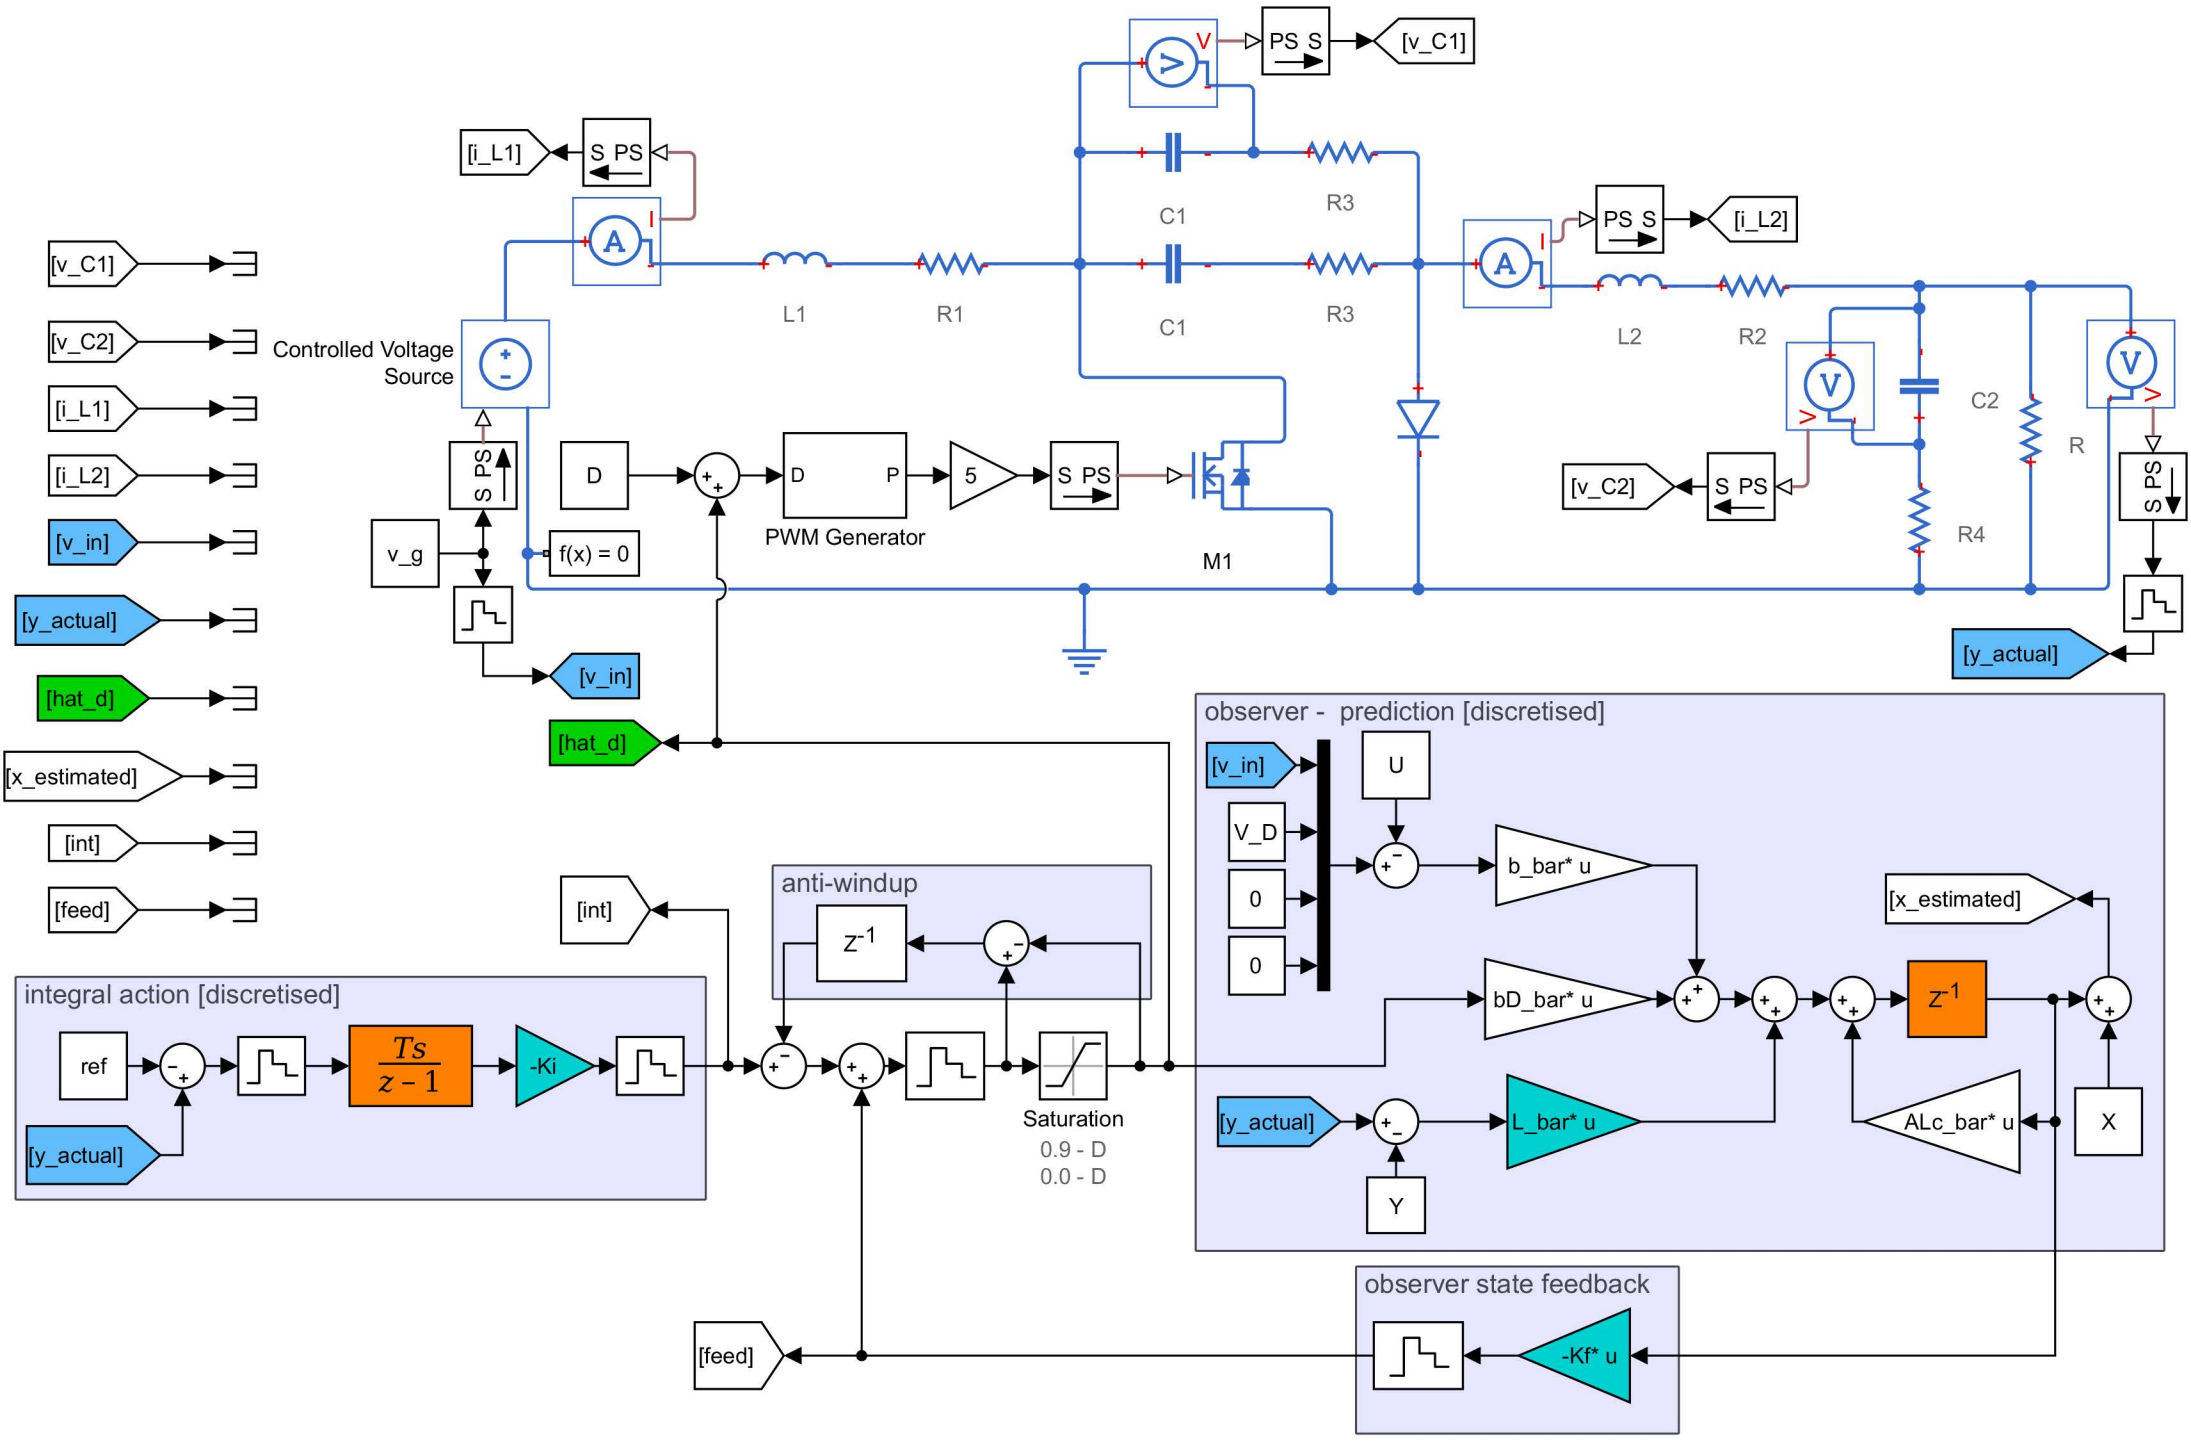 V
PS S
[v_C1]
[i_L1]
S PS
I
A
C1
R3
C1
R3
L1
R1
PS S
[i_L2]
I
A
L2
R2
[v_C1]
[v_C2]
[i_L1]
[i_L2]
[v_in]
[y_actual]
[hat_d]
[x_estimated]
[int]
[feed]
Controlled Voltage
Source
S PS
v_g
f(x) = 0
[v_in]
D
+
+
D
P
PWM Generator
5
S PS
M1
V
V
C2
R4
R
V
V
[v_C2]
S PS
S PS
[y_actual]
[hat_d]
observer - prediction [discretised]
[v_in]
V_D
0
0
U
+
-
b_bar* u
bD_bar* u
+
+
+
+
+
+
Z-1
[x_estimated]
+
+
X
[y_actual]
+
-
Y
L_bar* u
ALc_bar* u
[int]
anti-windup
Z-1
-
+
integral action [discretised]
ref
-
+
[y_actual]
Ts
z - 1
-Ki
+
-
+
+
Saturation
0.9 - D
0.0 - D
observer state feedback
[feed]
-Kf* u